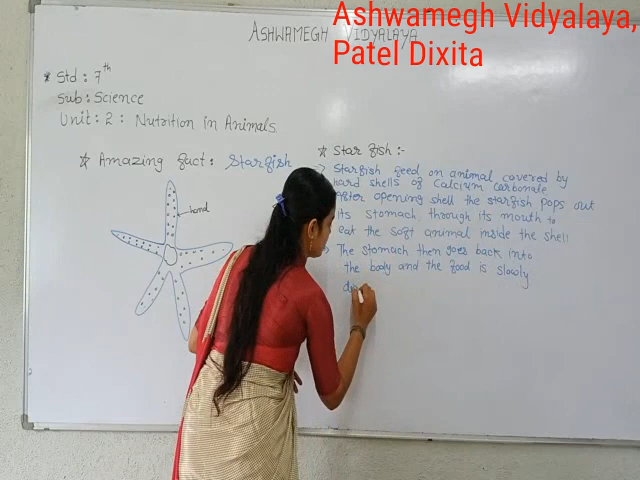 Ashwamegh Vidyalaya,
Patel Dixita
ASHWAMEGH VIDYALAYA
* Std : 7th
Sub : Science
Unit : 2 : Nutrition in Animals
* Amazing fact : Starfish
hand
* Star fish :-
→ Starfish feed on animal covered by
hard shells of Calcium Carbonate
After opening shell the starfish pops out
its stomach through its mouth to
eat the soft animal inside the shell
→ The stomach then goes back into
the body and the food is slowly